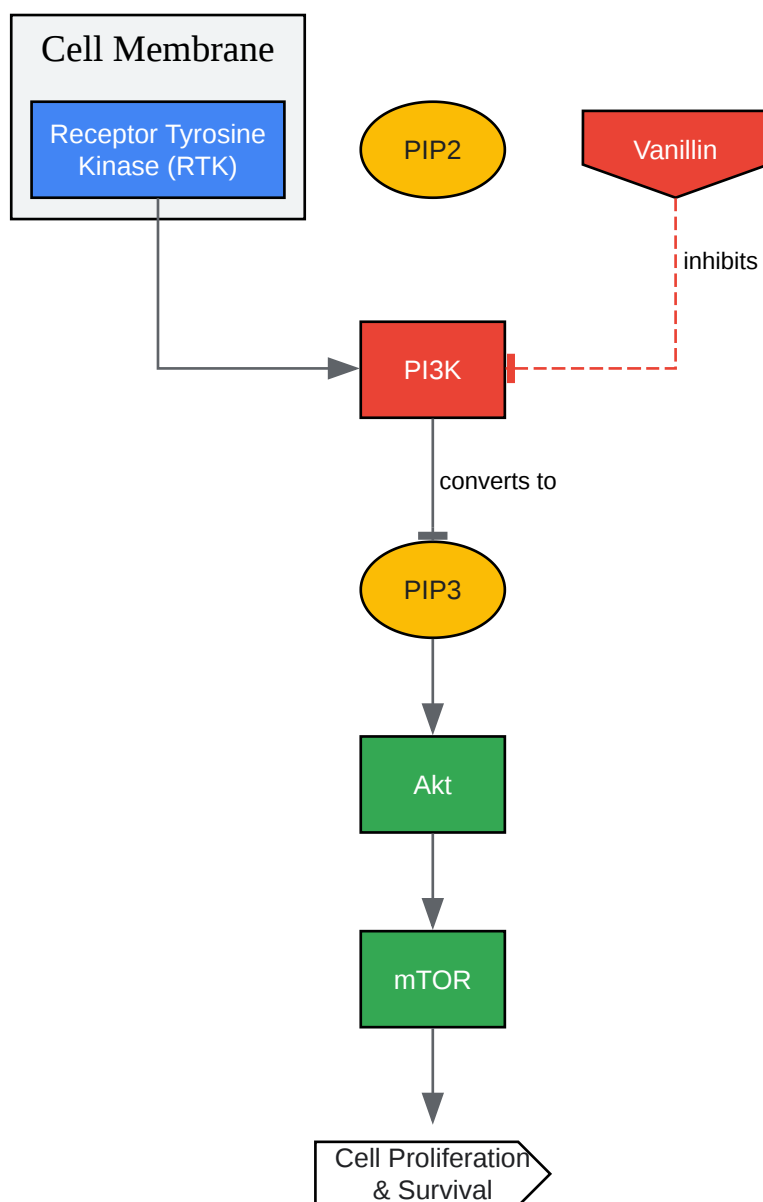 Cell Membrane
Receptor Tyrosine
Kinase (RTK)
PIP2
Vanillin
inhibits
PI3K
converts to
PIP3
Akt
mTOR
Cell Proliferation
& Survival